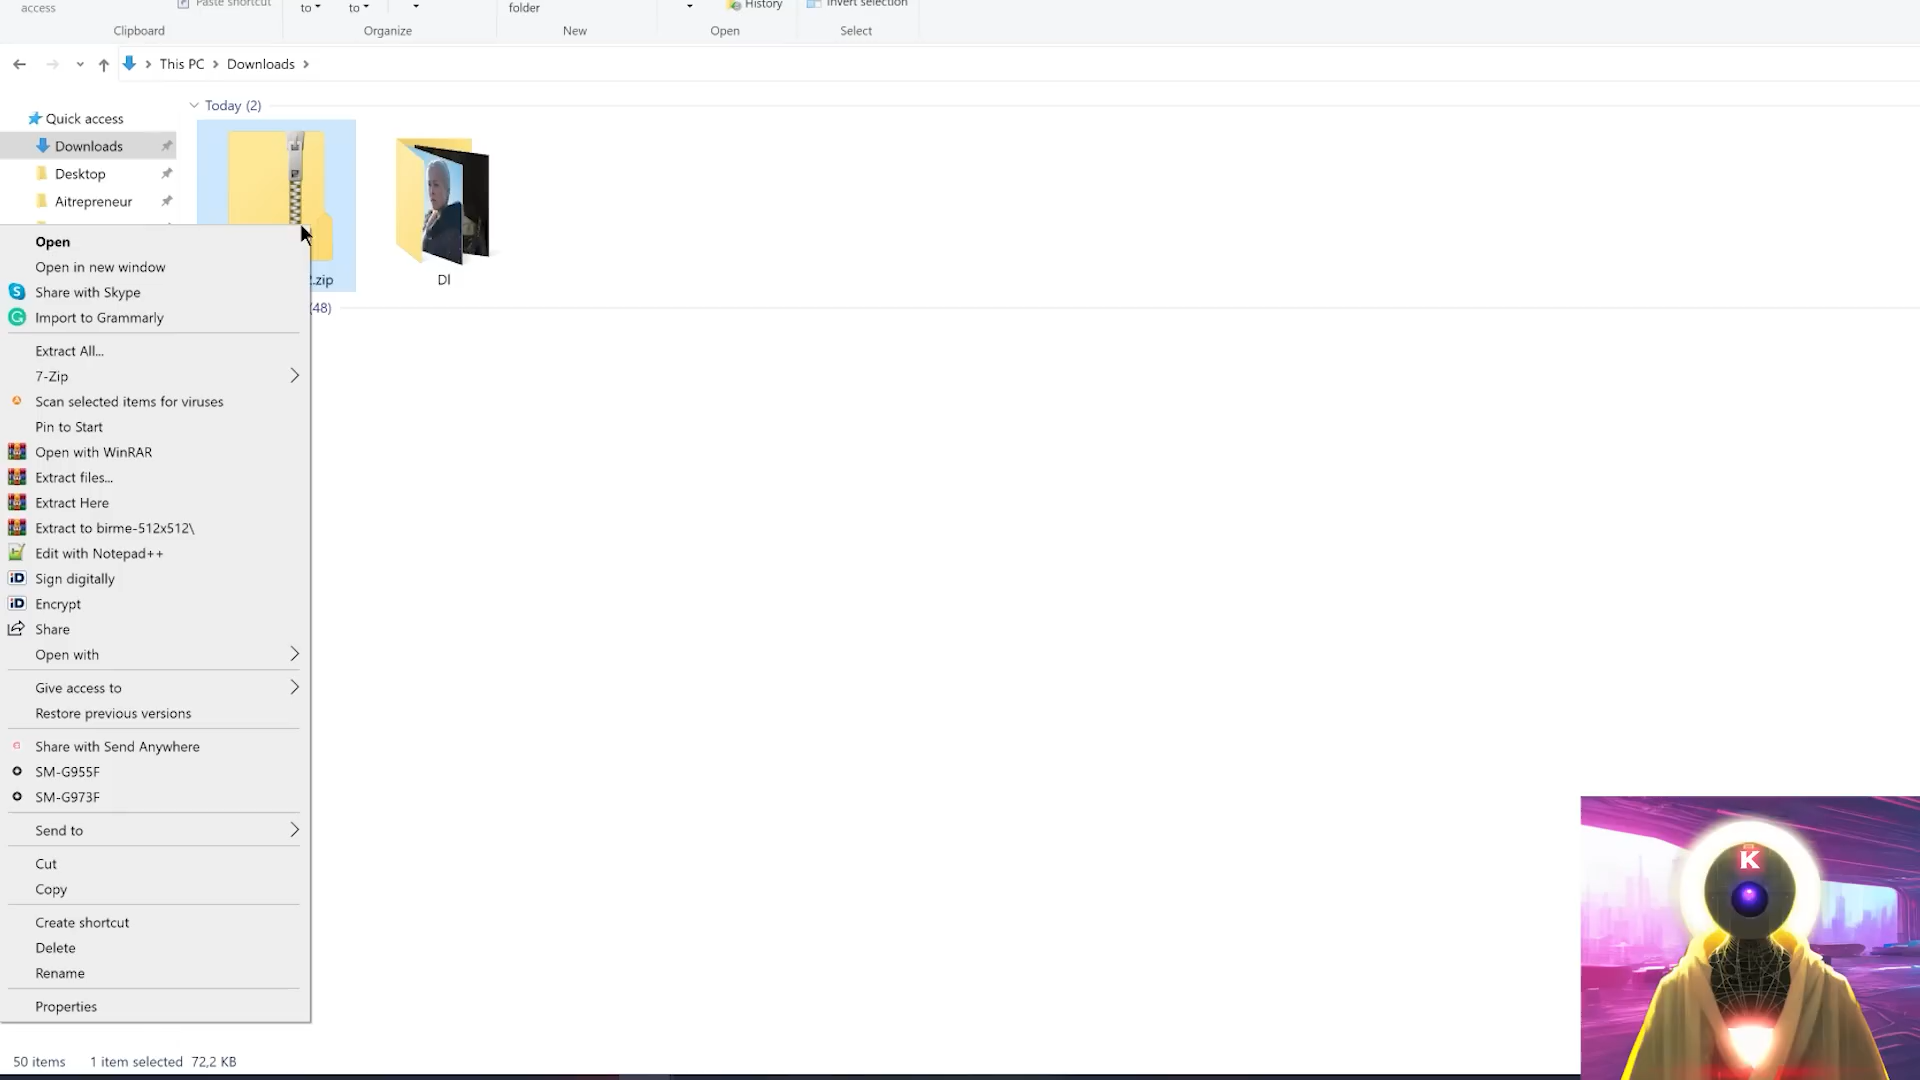 access
Paste shortcut
to
to
folder
History
Invert selection
Clipboard
Organize
New
Open
Select
This PC
Downloads
Today (2)
Quick access
Downloads
Desktop
Aitrepreneur
.zip
DI
(48)
Open
Open in new window
Share with Skype
Import to Grammarly
Extract All...
7-Zip
Scan selected items for viruses
Pin to Start
Open with WinRAR
Extract files...
Extract Here
Extract to birme-512x512\
Edit with Notepad++
iD Sign digitally
iD Encrypt
Share
Open with
Give access to
Restore previous versions
Share with Send Anywhere
SM-G955F
SM-G973F
Send to
Cut
Copy
Create shortcut
Delete
Rename
Properties
50 items 1 item selected 72,2 KB
K